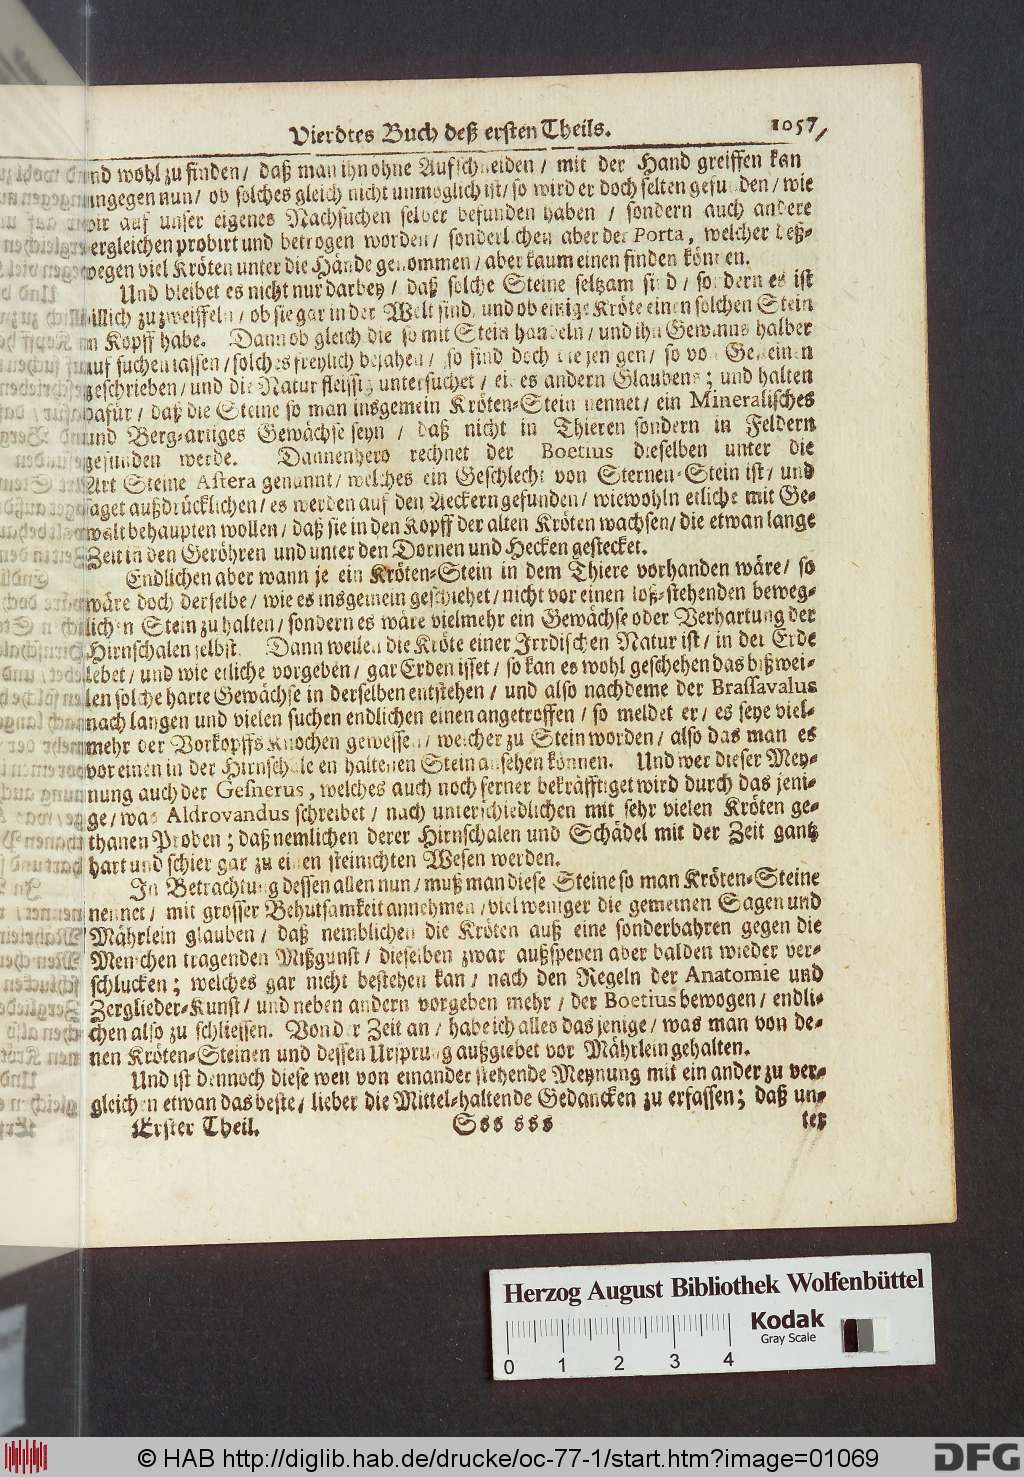 Vierdtes Buch deß ersten Theils. 1057
nd wohl zu finden / daß man ihn ohne Aufschneiden / mit der Hand greiffen kan
ingegen nun / ob solches gleich nicht unmöglich ist / so wird er doch selten gefunden / wie
wir auf unser eigenes Nachsuchen selber befunden haben / sondern auch andere
ergleichen probirt und betrogen worden / sonderlichen aber der Porta, welcher deß-
wegen viel Kröten unter die Hände genommen / aber kaum einen finden können.
Und bleibet es nicht nur darbey / daß solche Steine seltzam sind / sondern es ist
illich zu zweiffeln / ob sie gar in der Welt sind, und ob einige Kröte einen solchen Stein
n Kopff habe. Dann ob gleich die so mit Stein handeln / und ihn Gewinns halber
auf suchen lassen / solches freylich bejahen / so sind doch diejenigen / so von Gemeinen
geschrieben / und die Natur fleissig untersuchet / eines andern Glaubens; und halten
dafür / daß die Steine so man insgemein Kröten-Stein nennet / ein Mineralisches
und Berg-artiges Gewächse seyn / daß nicht in Thieren sondern in Feldern
gefunden werde. Dannenhero rechnet der Boetius dieselben unter die
Art Steine Astera genannt / welches ein Geschlecht von Sternen-Stein ist / und
saget außdrücklichen / es werden auf den Aeckern gefunden / wiewohln etliche mit Ge-
walt behaupten wollen / daß sie in den Kopff der alten Kröten wachsen / die etwan lange
Zeit in den Geröhren und unter den Dornen und Hecken gestecket.
Endlichen aber wann je ein Kröten-Stein in dem Thiere vorhanden wäre / so
wäre doch derselbe / wie es insgemein geschiehet / nicht vor einen loß-stehenden beweg-
lichen Stein zu halten / sondern es wäre vielmehr ein Gewächse oder Verhartung der
Hirnschalen selbst. Dann weilen die Kröte einer Irrdischen Natur ist / in der Erde
lebet / und wie etliche vorgeben / gar Erden isset / so kan es wohl geschehen das bißwei-
len solche harte Gewächse in derselben entstehen / und also nachdeme der Brassavalus
nach langen und vielen suchen endlichen einen angetroffen / so meldet er / es seye viel-
mehr der Vorkopffs Knochen gewessen / welcher zu Stein worden / also das man es
vor einen in der Hirnschale enhaltenen Stein ansehen können. Und wer dieser Mey-
nung auch der Gesnerus, welches auch noch ferner bekräfftiget wird durch das jeni-
ge / was Aldrovandus schreibet / nach unterschiedlichen mit sehr vielen Kröten ge-
thanen Proben; daß nemlichen derer Hirnschalen und Schädel mit der Zeit gantz
hart und schier gar zu einen steinichten Wesen werden.
In Betrachtung dessen allen nun / muß man diese Steine so man Kröten-Steine
nennet / mit grosser Behutsamkeit annehmen / viel weniger die gemeinen Sagen und
Mährlein glauben / daß nemblichen die Kröten auß eine sonderbahren gegen die
Menschen tragenden Mißgunst / dieselben zwar außspeyen aber balden wieder ver-
schlucken; welches gar nicht bestehen kan / nach den Regeln der Anatomie und
Zerglieder-Kunst / und neben andern vorgeben mehr / der Boetius bewogen / endli-
chen also zu schliessen. Von der Zeit an / habe ich alles das jenige / was man von de-
nen Kröten-Steinen und dessen Ursprung außgiebet vor Mährlein gehalten.
Und ist dennoch diese weit von einander stehende Meynung mit ein ander zu ver-
gleichen etwan das beste / lieber die Mittel-haltende Gedancken zu erfassen; daß un-
Erster Theil. Sss sss ter
Herzog August Bibliothek Wolfenbüttel
Kodak
Gray Scale
0 1 2 3 4
© HAB http://diglib.hab.de/drucke/oc-77-1/start.htm?image=01069
DFG